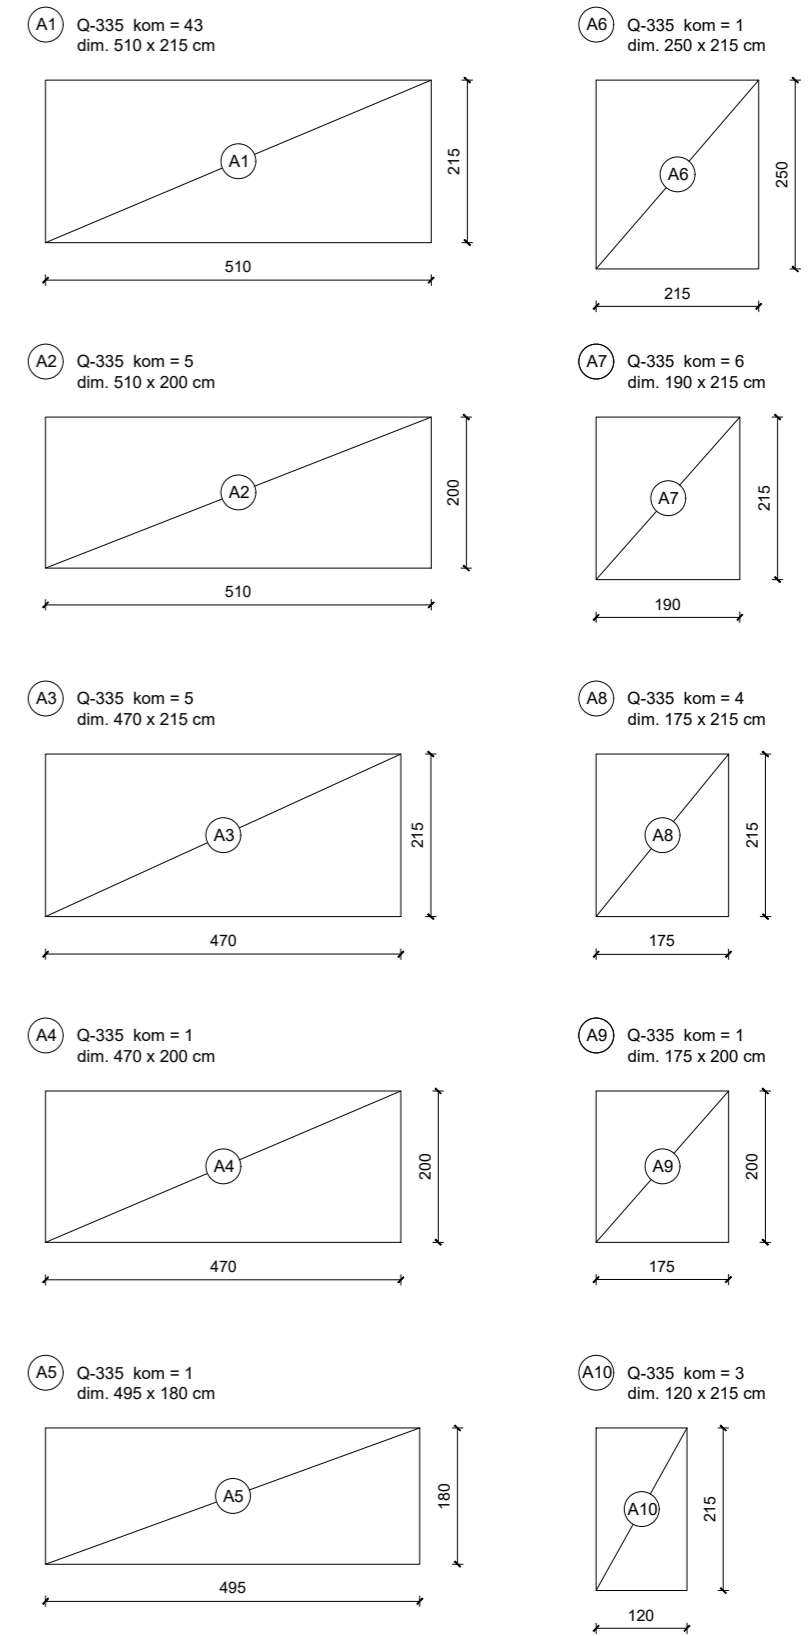 A1 Q-335 kom = 43
dim. 510 x 215 cm
A1
215
510
A2 Q-335 kom = 5
dim. 510 x 200 cm
A2
200
510
A3 Q-335 kom = 5
dim. 470 x 215 cm
A3
215
470
A4 Q-335 kom = 1
dim. 470 x 200 cm
A4
200
470
A5 Q-335 kom = 1
dim. 495 x 180 cm
A5
180
495
A6 Q-335 kom = 1
dim. 250 x 215 cm
A6
250
215
A7 Q-335 kom = 6
dim. 190 x 215 cm
A7
215
190
A8 Q-335 kom = 4
dim. 175 x 215 cm
A8
215
175
A9 Q-335 kom = 1
dim. 175 x 200 cm
A9
200
175
A10 Q-335 kom = 3
dim. 120 x 215 cm
A10
215
120